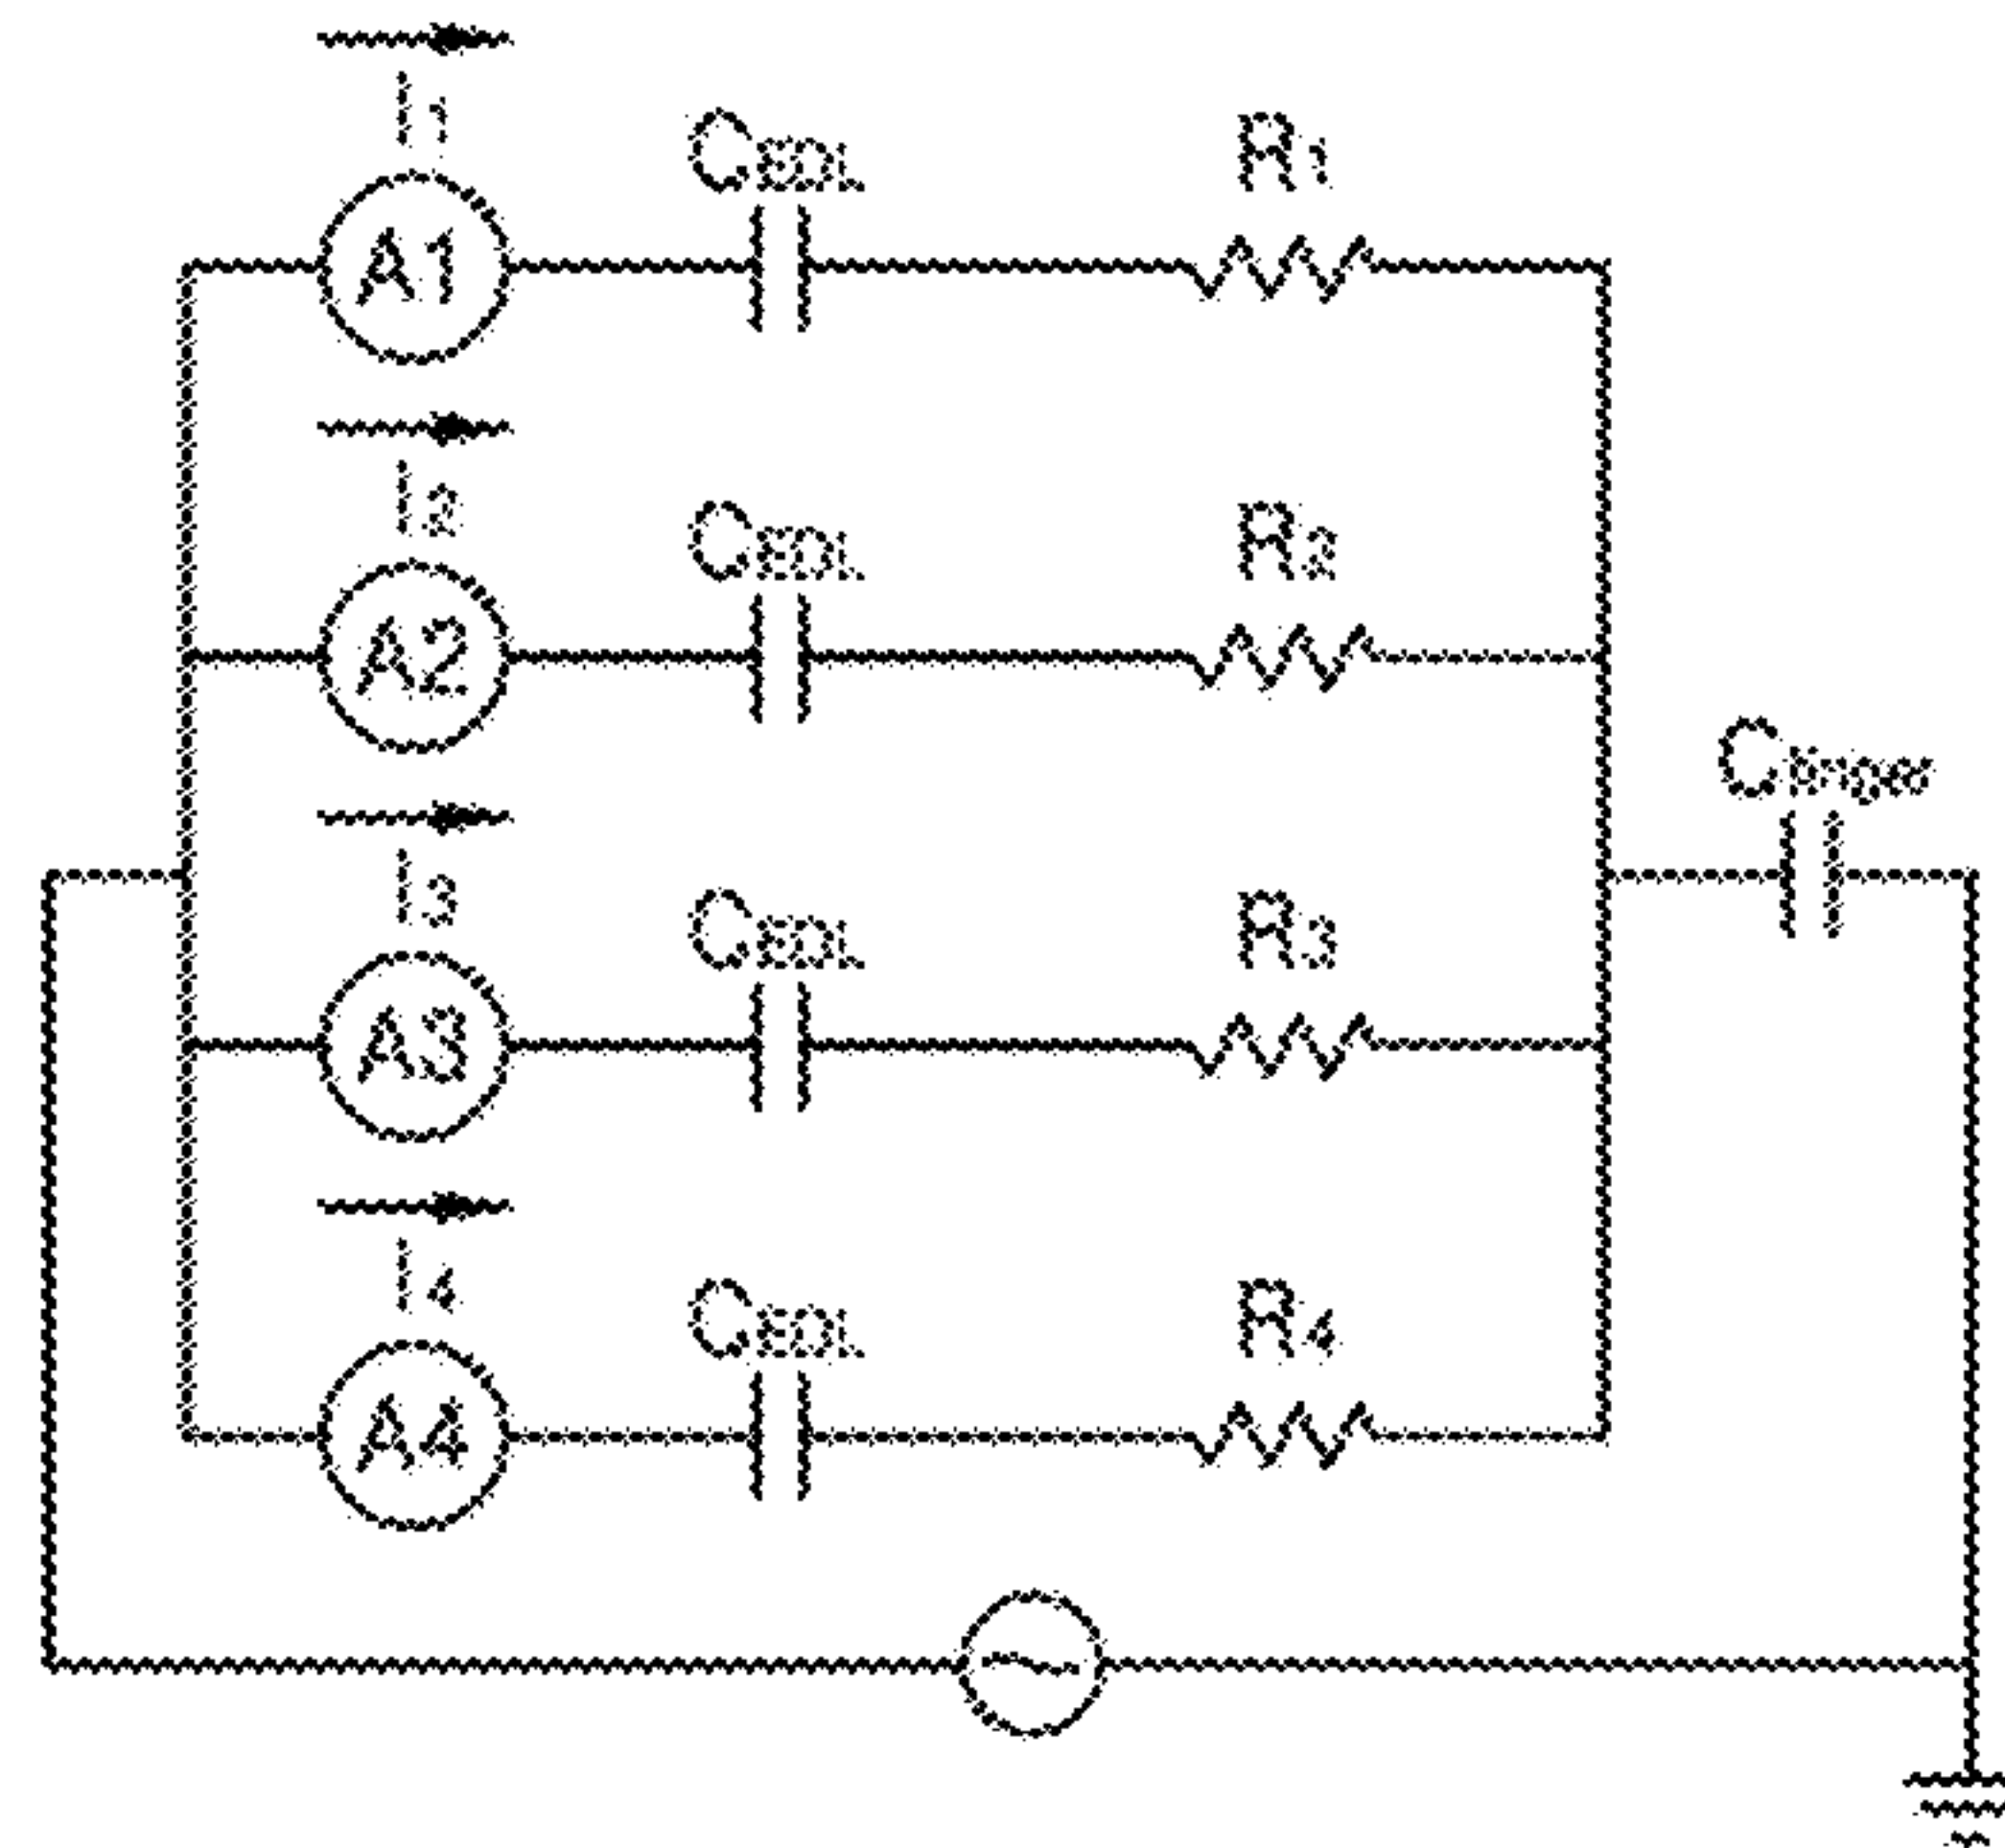 I1
CEDL R1
A1
I2
CEDL R2
A2
Cfinger
I3
CEDL R3
A3
I4
CEDL R4
A4